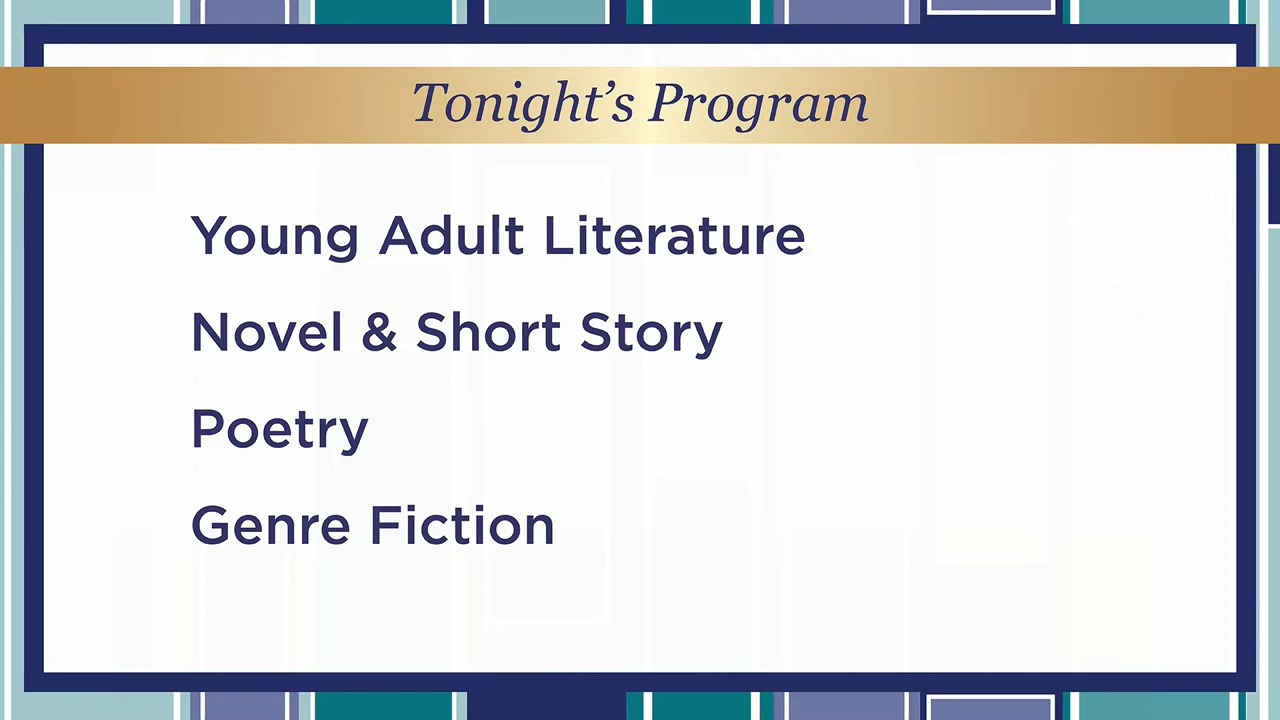 Tonight’s Program
Young Adult Literature
Novel & Short Story
Poetry
Genre Fiction